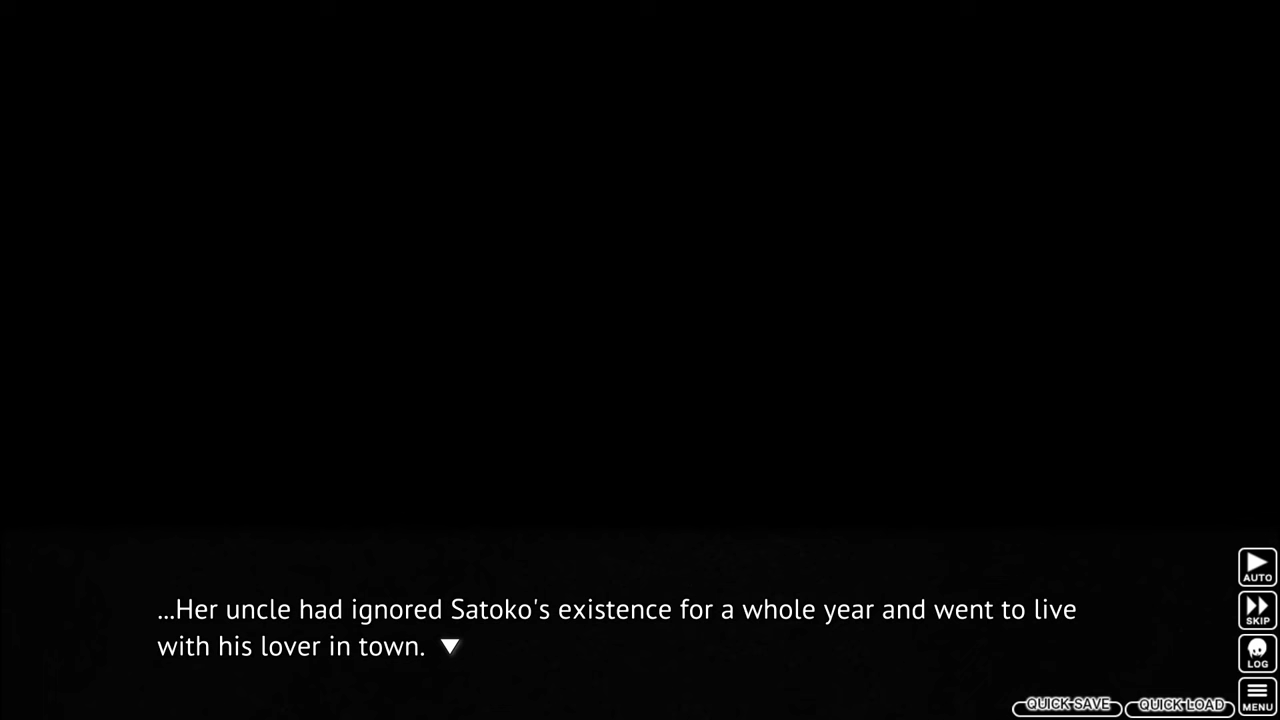 ...Her uncle had ignored Satoko's existence for a whole year and went to live
with his lover in town.
AUTO
SKIP
LOG
MENU
QUICK SAVE
QUICK LOAD